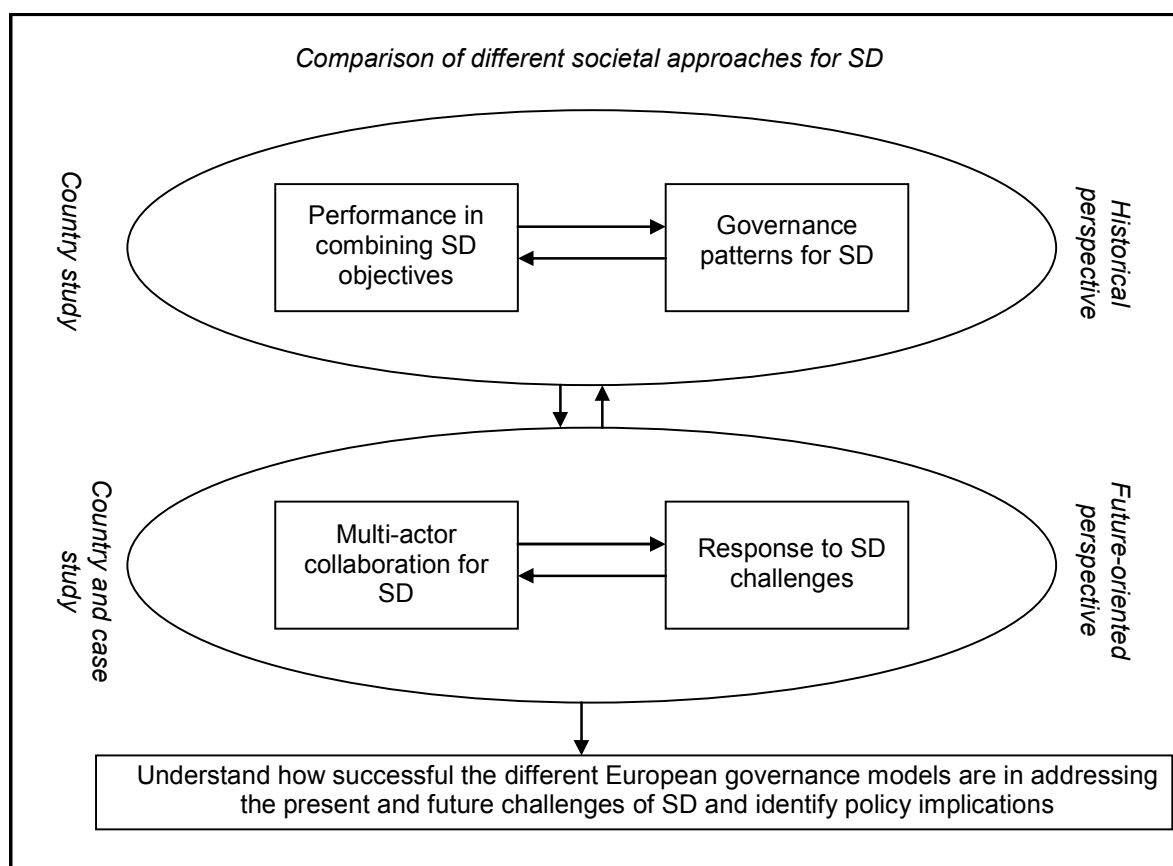 Comparison of different societal approaches for SD
Country study
Performance in
combining SD
objectives
Governance
patterns for SD
Historical
perspective
Country and case
study
Multi-actor
collaboration for
SD
Response to SD
challenges
Future-oriented
perspective
Understand how successful the different European governance models are in addressing
the present and future challenges of SD and identify policy implications